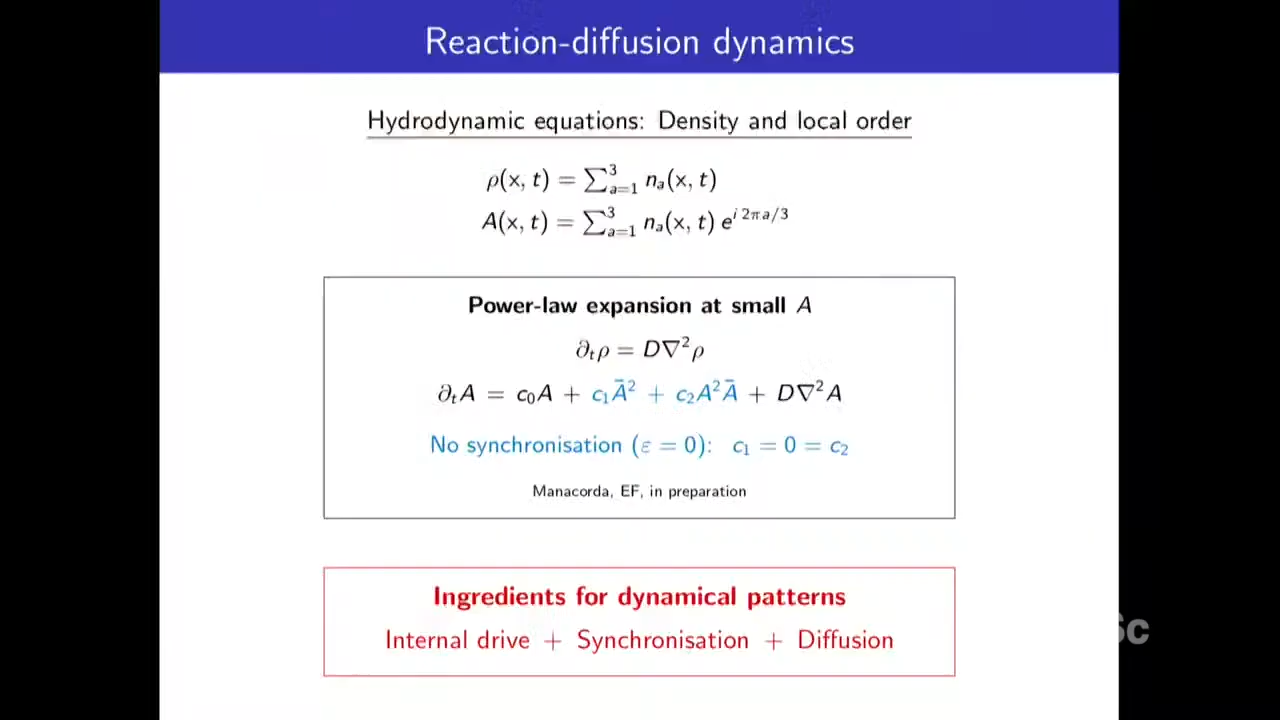 Reaction-diffusion dynamics
Hydrodynamic equations: Density and local order
ρ(x, t) = ∑³ₐ₌₁ nₐ(x, t)
A(x, t) = ∑³ₐ₌₁ nₐ(x, t) e^{i 2πa/3}
Power-law expansion at small A
∂ₜρ = D∇²ρ
∂ₜA = c₀A + c₁Ā² + c₂A²Ā + D∇²A
No synchronisation (ε = 0): c₁ = 0 = c₂
Manacorda, EF, in preparation
Ingredients for dynamical patterns
Internal drive + Synchronisation + Diffusion